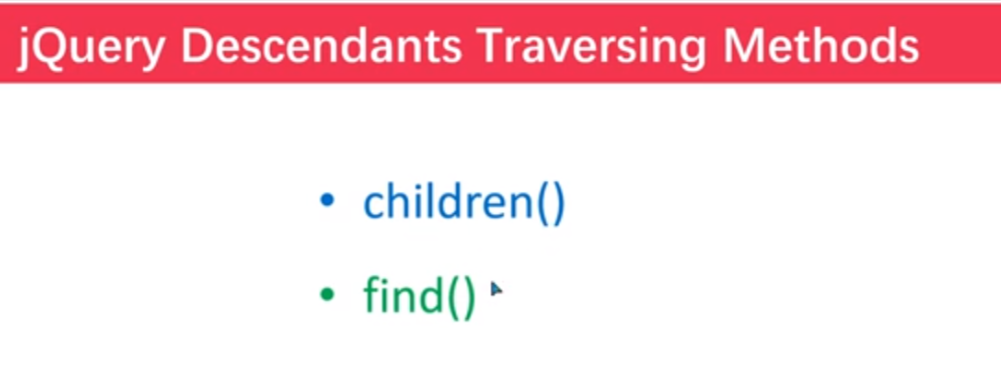 jQuery Descendants Traversing Methods
• children()
• find()